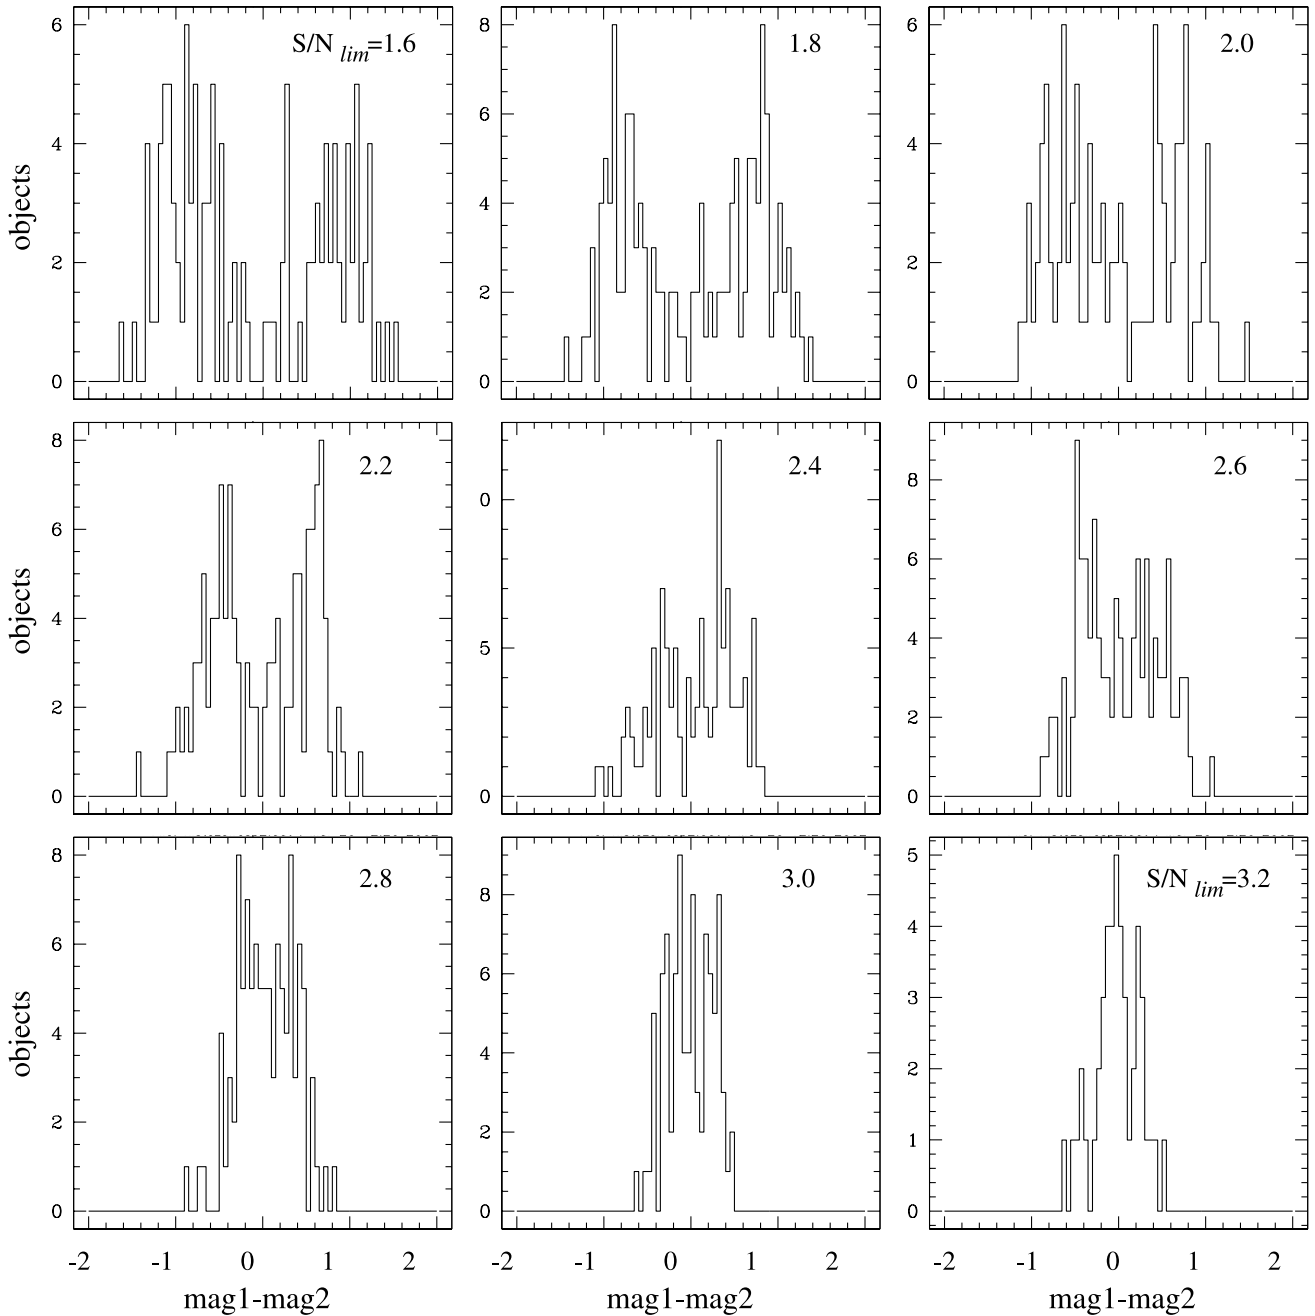 6 S/N lim=1.6 8 1.8 6 2.0
objects
4 6 4
4
2 2 2
0 0 0
8 2.2 2.4 8 2.6
objects
6 0 6
4 5 4
2 2
0 0 0
8 2.8 3.0 5 S/N lim=3.2
objects
6 8 4
6 3
4 4 2
2 2 1
0 0 0
-2 -1 0 1 2 -2 -1 0 1 2 -2 -1 0 1 2
mag1-mag2 mag1-mag2 mag1-mag2